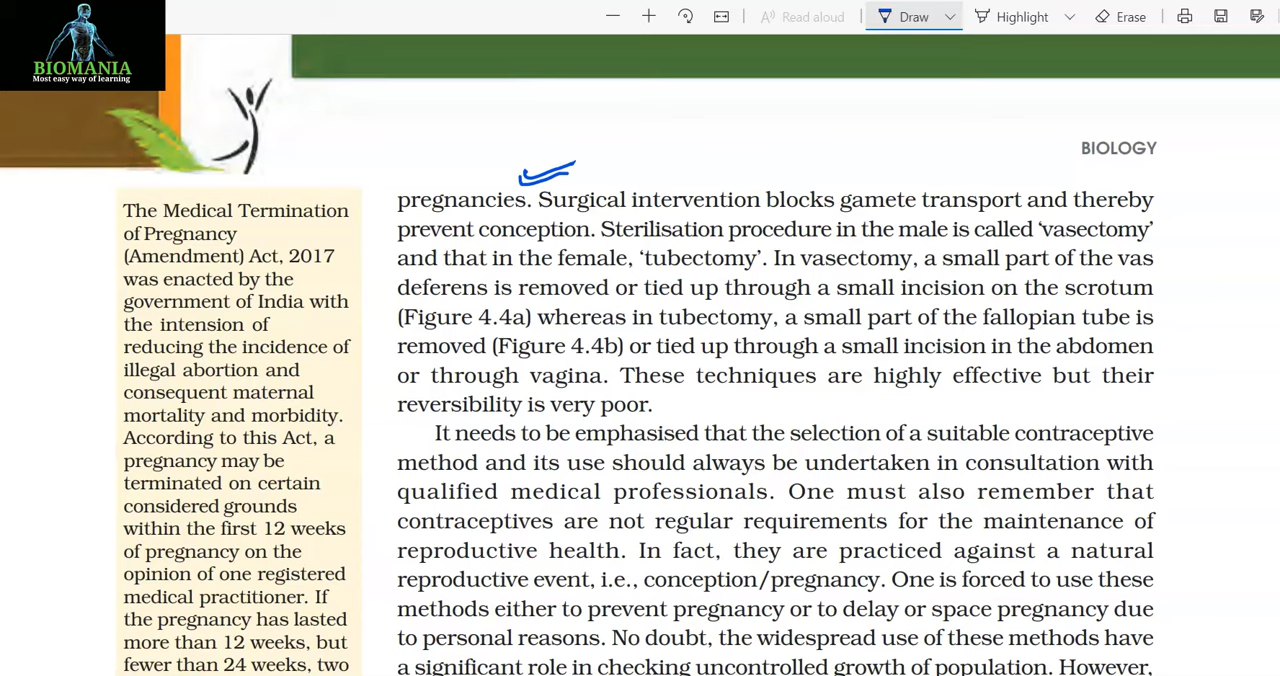 BIOMANIA
Most easy way of learning
Read aloud
Draw
Highlight
Erase
BIOLOGY
The Medical Termination
of Pregnancy
(Amendment) Act, 2017
was enacted by the
government of India with
the intension of
reducing the incidence of
illegal abortion and
consequent maternal
mortality and morbidity.
According to this Act, a
pregnancy may be
terminated on certain
considered grounds
within the first 12 weeks
of pregnancy on the
opinion of one registered
medical practitioner. If
the pregnancy has lasted
more than 12 weeks, but
fewer than 24 weeks, two
pregnancies. Surgical intervention blocks gamete transport and thereby
prevent conception. Sterilisation procedure in the male is called ‘vasectomy’
and that in the female, ‘tubectomy’. In vasectomy, a small part of the vas
deferens is removed or tied up through a small incision on the scrotum
(Figure 4.4a) whereas in tubectomy, a small part of the fallopian tube is
removed (Figure 4.4b) or tied up through a small incision in the abdomen
or through vagina. These techniques are highly effective but their
reversibility is very poor.
It needs to be emphasised that the selection of a suitable contraceptive
method and its use should always be undertaken in consultation with
qualified medical professionals. One must also remember that
contraceptives are not regular requirements for the maintenance of
reproductive health. In fact, they are practiced against a natural
reproductive event, i.e., conception/pregnancy. One is forced to use these
methods either to prevent pregnancy or to delay or space pregnancy due
to personal reasons. No doubt, the widespread use of these methods have
a significant role in checking uncontrolled growth of population. However,